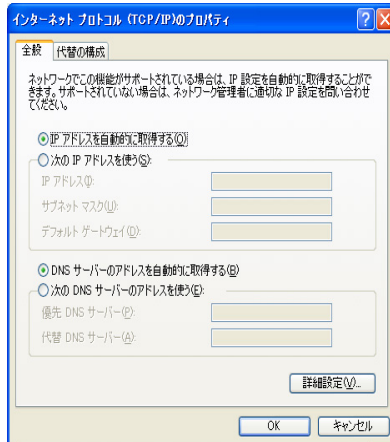 インターネット プロトコル (TCP/IP)のプロパティ
全般
代替の構成
ネットワークでこの機能がサポートされている場合は、IP 設定を自動的に取得することがで
きます。サポートされていない場合は、ネットワーク管理者に適切な IP 設定を問い合わせ
てください。
IP アドレスを自動的に取得する(O)
次の IP アドレスを使う(S):
IP アドレス(I):
サブネット マスク(U):
デフォルト ゲートウェイ(D):
DNS サーバーのアドレスを自動的に取得する(B)
次の DNS サーバーのアドレスを使う(E):
優先 DNS サーバー(P):
代替 DNS サーバー(A):
詳細設定(V)...
OK
キャンセル